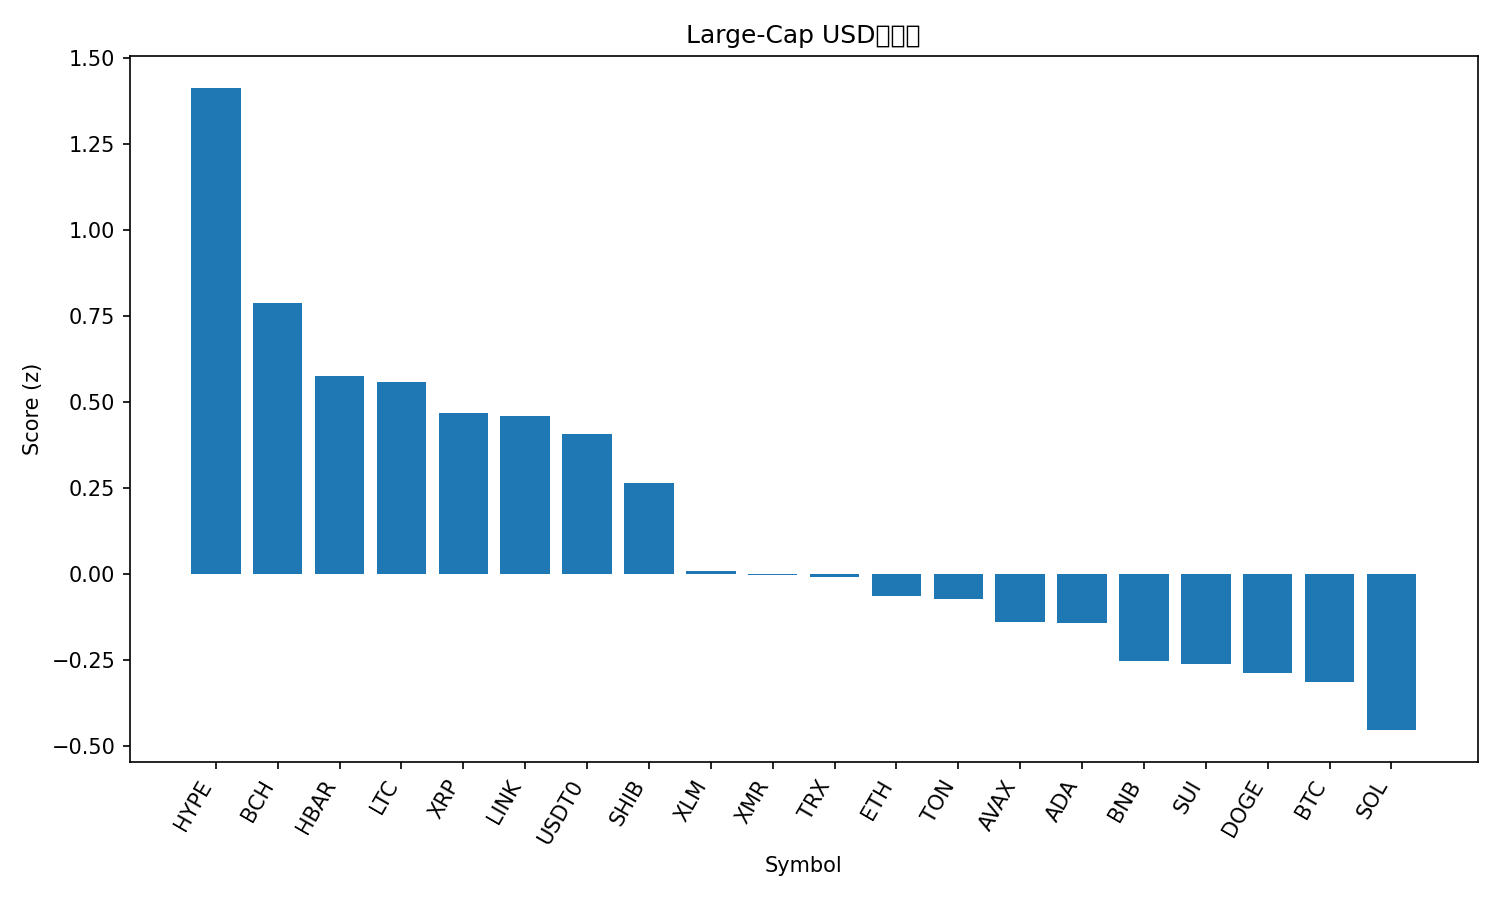 Large-Cap USD
1.50
1.25
1.00
0.75
0.50
0.25
0.00
−0.25
−0.50
Score (z)
HYPE
BCH
HBAR
LTC
XRP
LINK
USDT0
SHIB
XLM
XMR
TRX
ETH
TON
AVAX
ADA
BNB
SUI
DOGE
BTC
SOL
Symbol